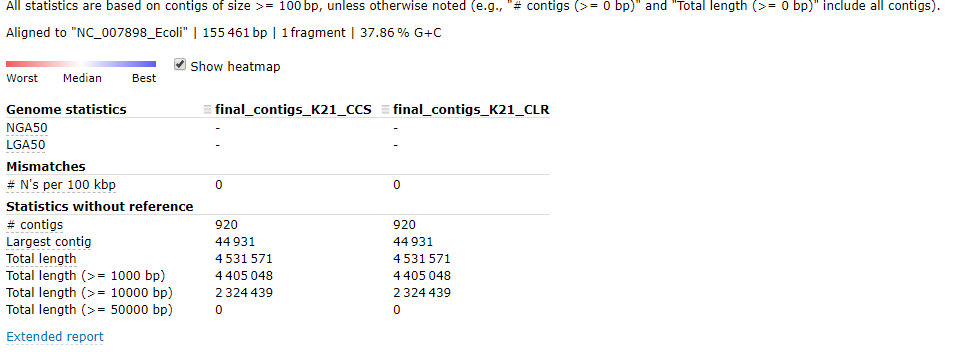 All statistics are based on contigs of size >= 100 bp, unless otherwise noted (e.g., "# contigs (>= 0 bp)" and "Total length (>= 0 bp)" include all contigs).
Aligned to "NC_007898_Ecoli" | 155 461 bp | 1 fragment | 37.86 % G+C
Worst Median Best Show heatmap
Genome statistics final_contigs_K21_CCS final_contigs_K21_CLR
NGA50 - -
LGA50 - -
Mismatches
# N's per 100 kbp 0 0
Statistics without reference
# contigs 920 920
Largest contig 44 931 44 931
Total length 4 531 571 4 531 571
Total length (>= 1000 bp) 4 405 048 4 405 048
Total length (>= 10000 bp) 2 324 439 2 324 439
Total length (>= 50000 bp) 0 0
Extended report